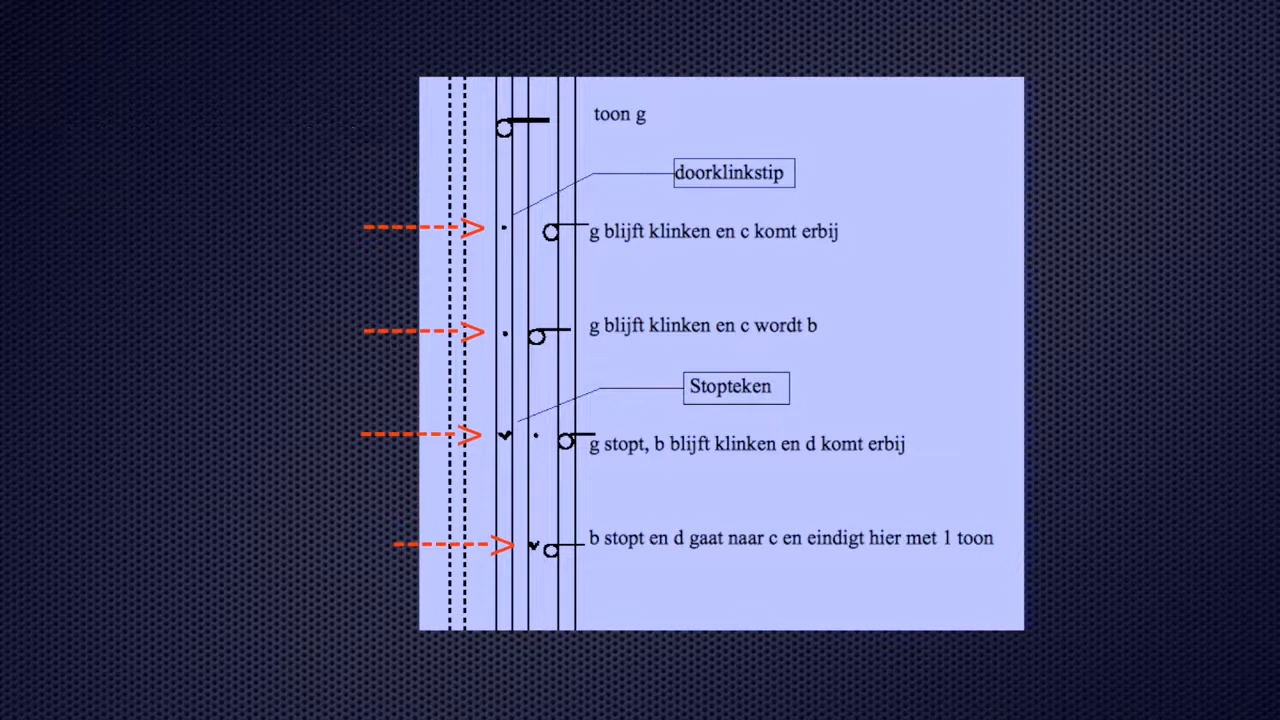 toon g
doorklinkstip
g blijft klinken en c komt erbij
g blijft klinken en c wordt b
Stopteken
g stopt, b blijft klinken en d komt erbij
b stopt en d gaat naar c en eindigt hier met 1 toon